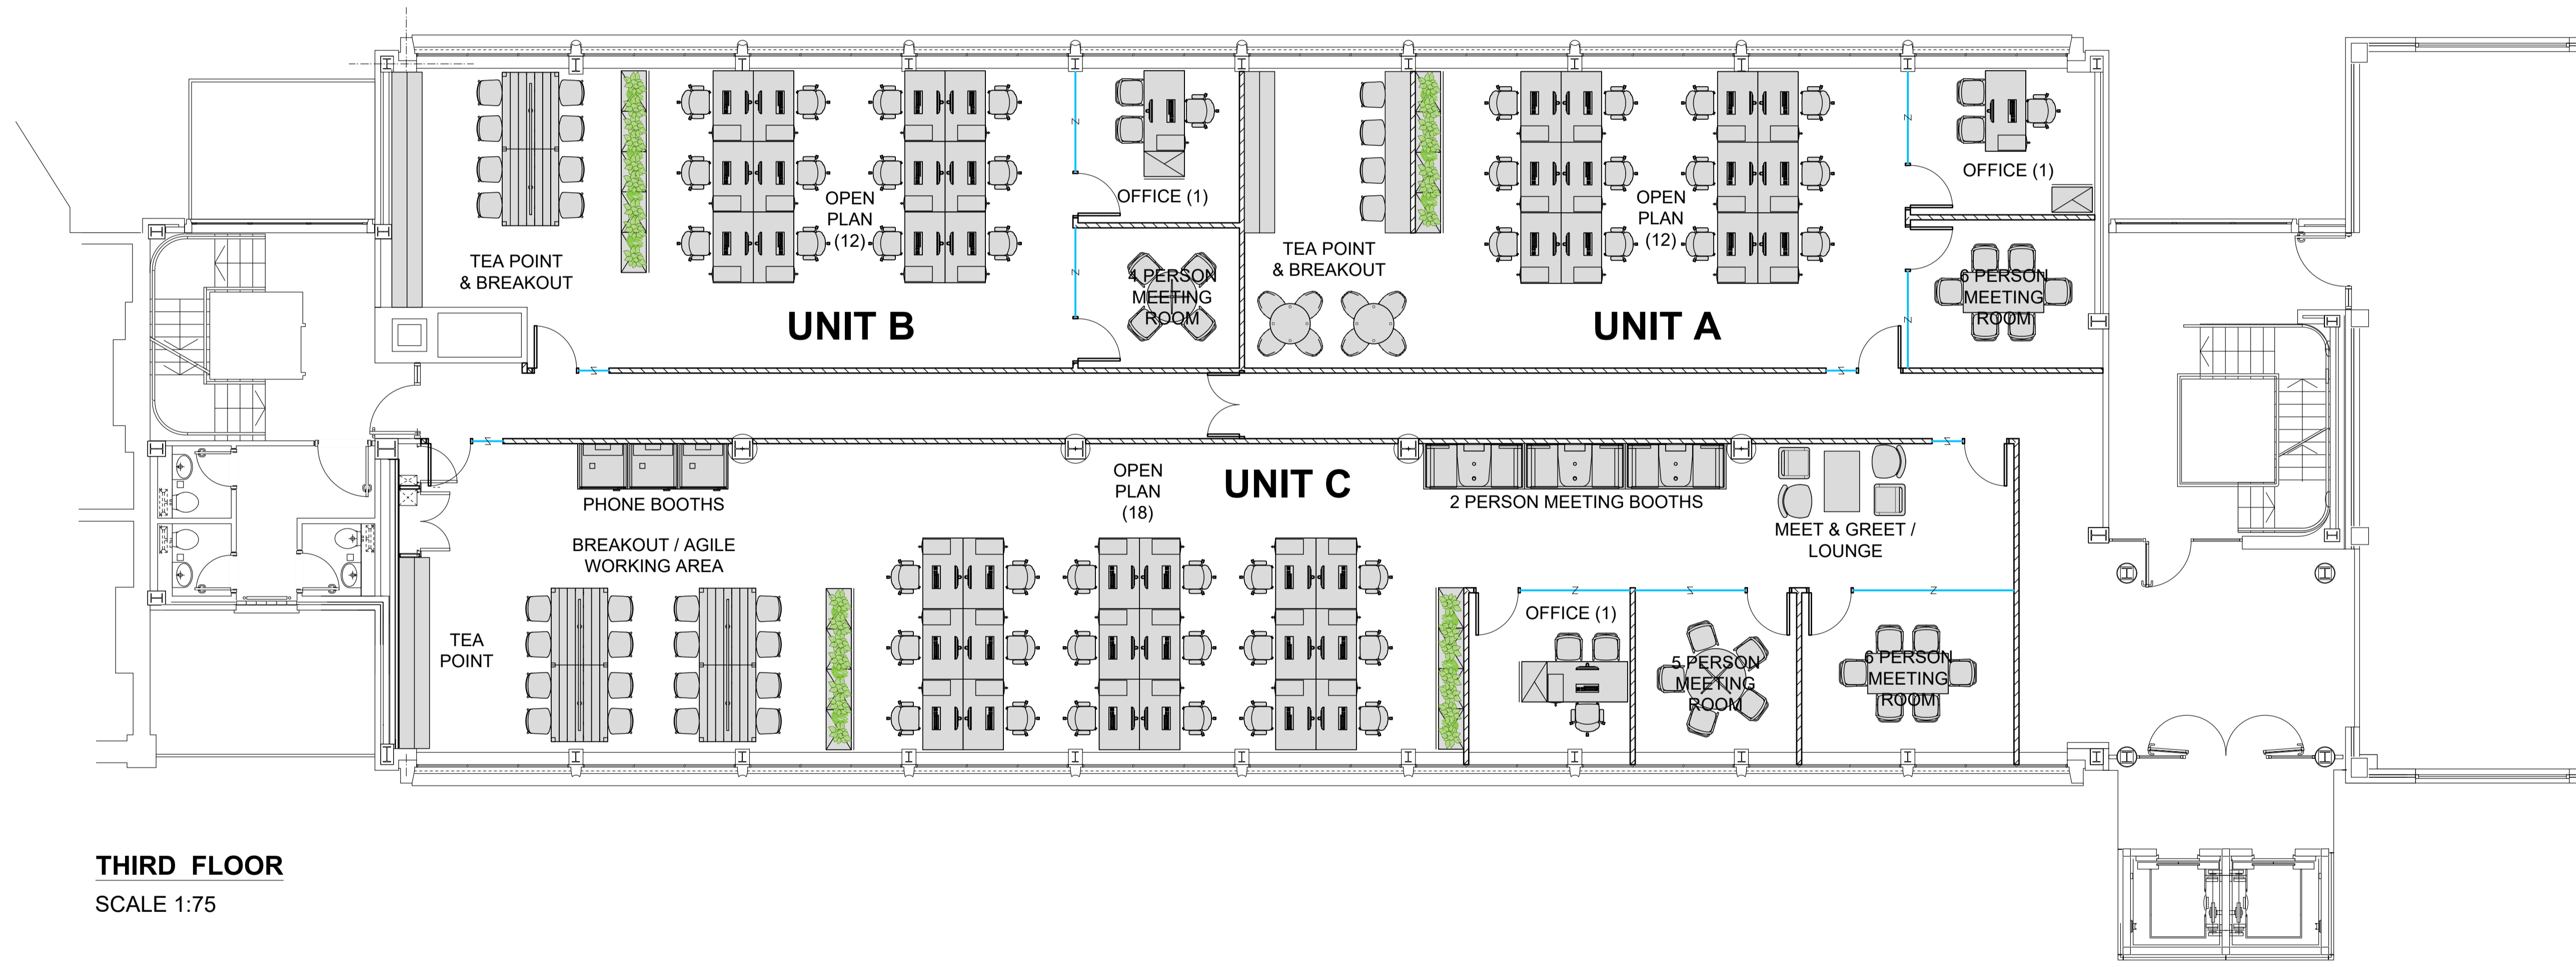 OFFICE (1)
OPEN
PLAN
(12)
TEA POINT
& BREAKOUT
4 PERSON
MEETING
ROOM
UNIT B
OFFICE (1)
OPEN
PLAN
(12)
TEA POINT
& BREAKOUT
6 PERSON
MEETING
ROOM
UNIT A
OPEN
PLAN
(18)
UNIT C
PHONE BOOTHS
2 PERSON MEETING BOOTHS
BREAKOUT / AGILE
WORKING AREA
MEET & GREET /
LOUNGE
TEA
POINT
OFFICE (1)
5 PERSON
MEETING
ROOM
6 PERSON
MEETING
ROOM
THIRD FLOOR
SCALE 1:75